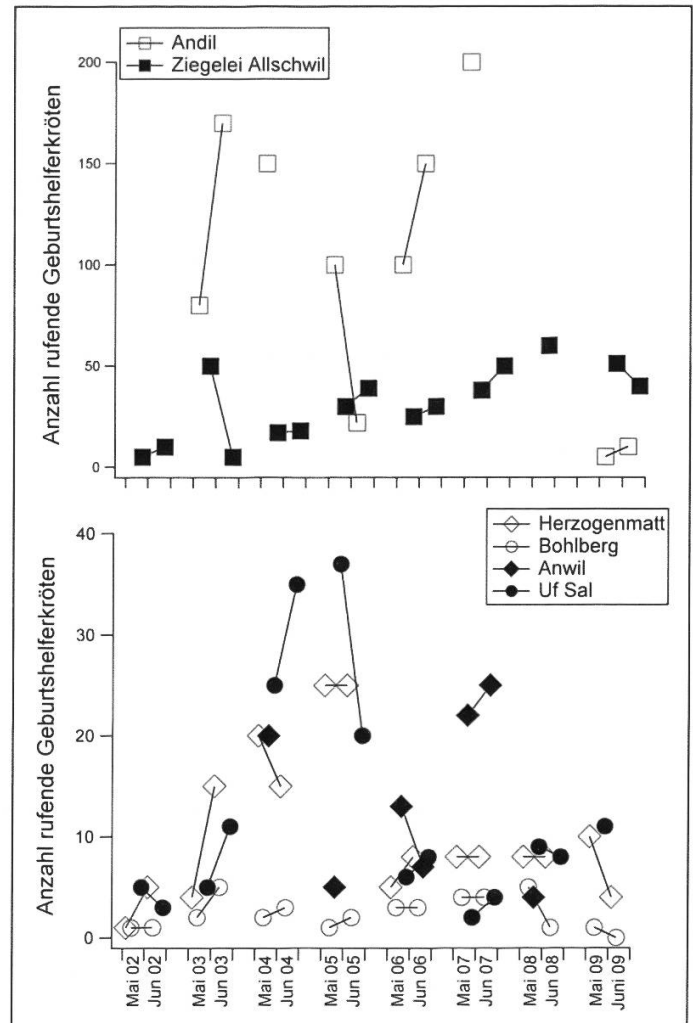 Andil
Ziegelei Allschwil
Anzahl rufende Geburtshelferkröten
200
150
100
50
0
Herzogenmatt
Bohlberg
Anwil
Uf Sal
Anzahl rufende Geburtshelferkröten
40
30
20
10
0
Mai 02
Jun 02
Mai 03
Jun 03
Mai 04
Jun 04
Mai 05
Jun 05
Mai 06
Jun 06
Mai 07
Jun 07
Mai 08
Jun 08
Mai 09
Juni 09